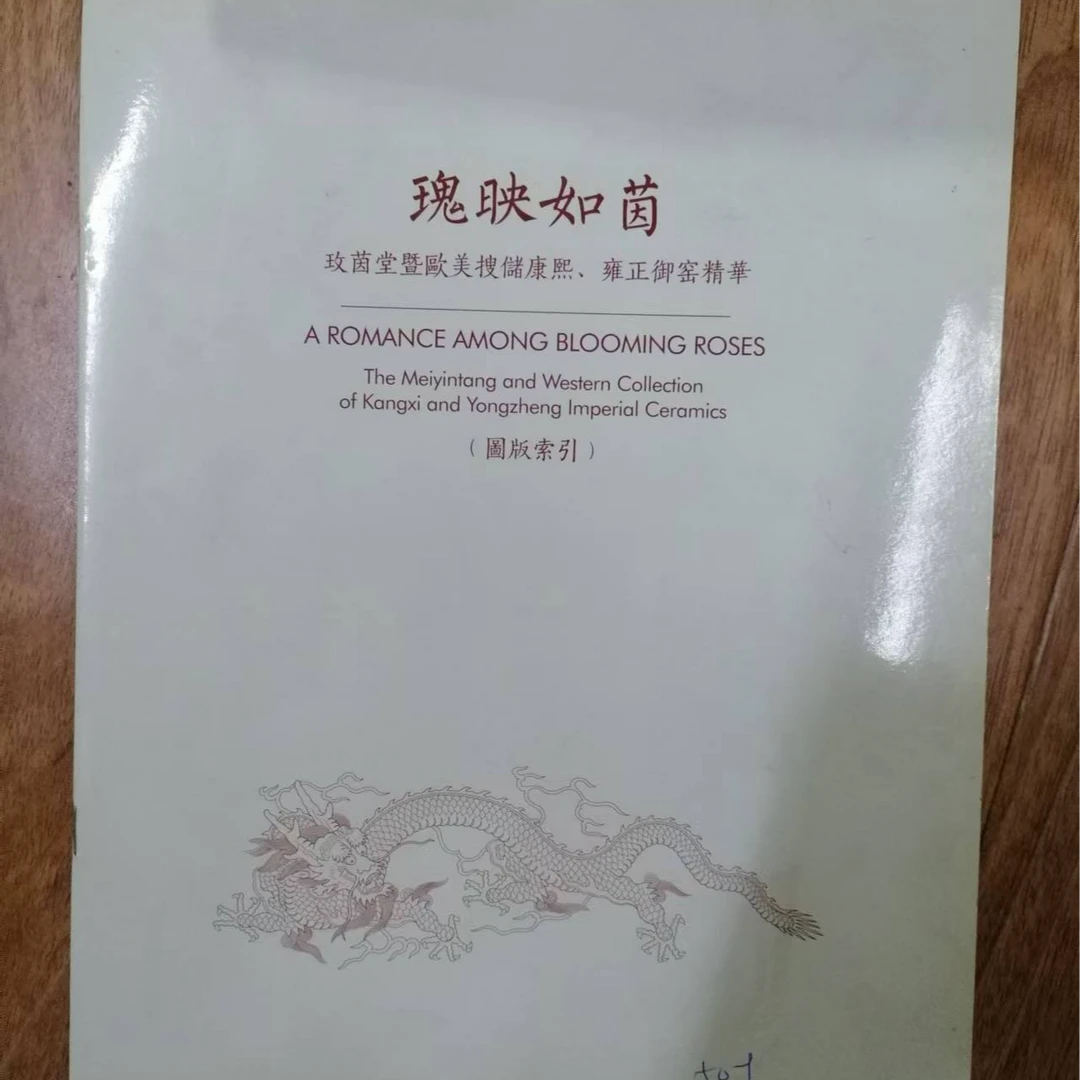 瑰映如茵
玫茵堂暨歐美搜儲康熙、雍正御窑精華
A ROMANCE AMONG BLOOMING ROSES
The Meiyintang and Western Collection
of Kangxi and Yongzheng Imperial Ceramics
（圖版索引）